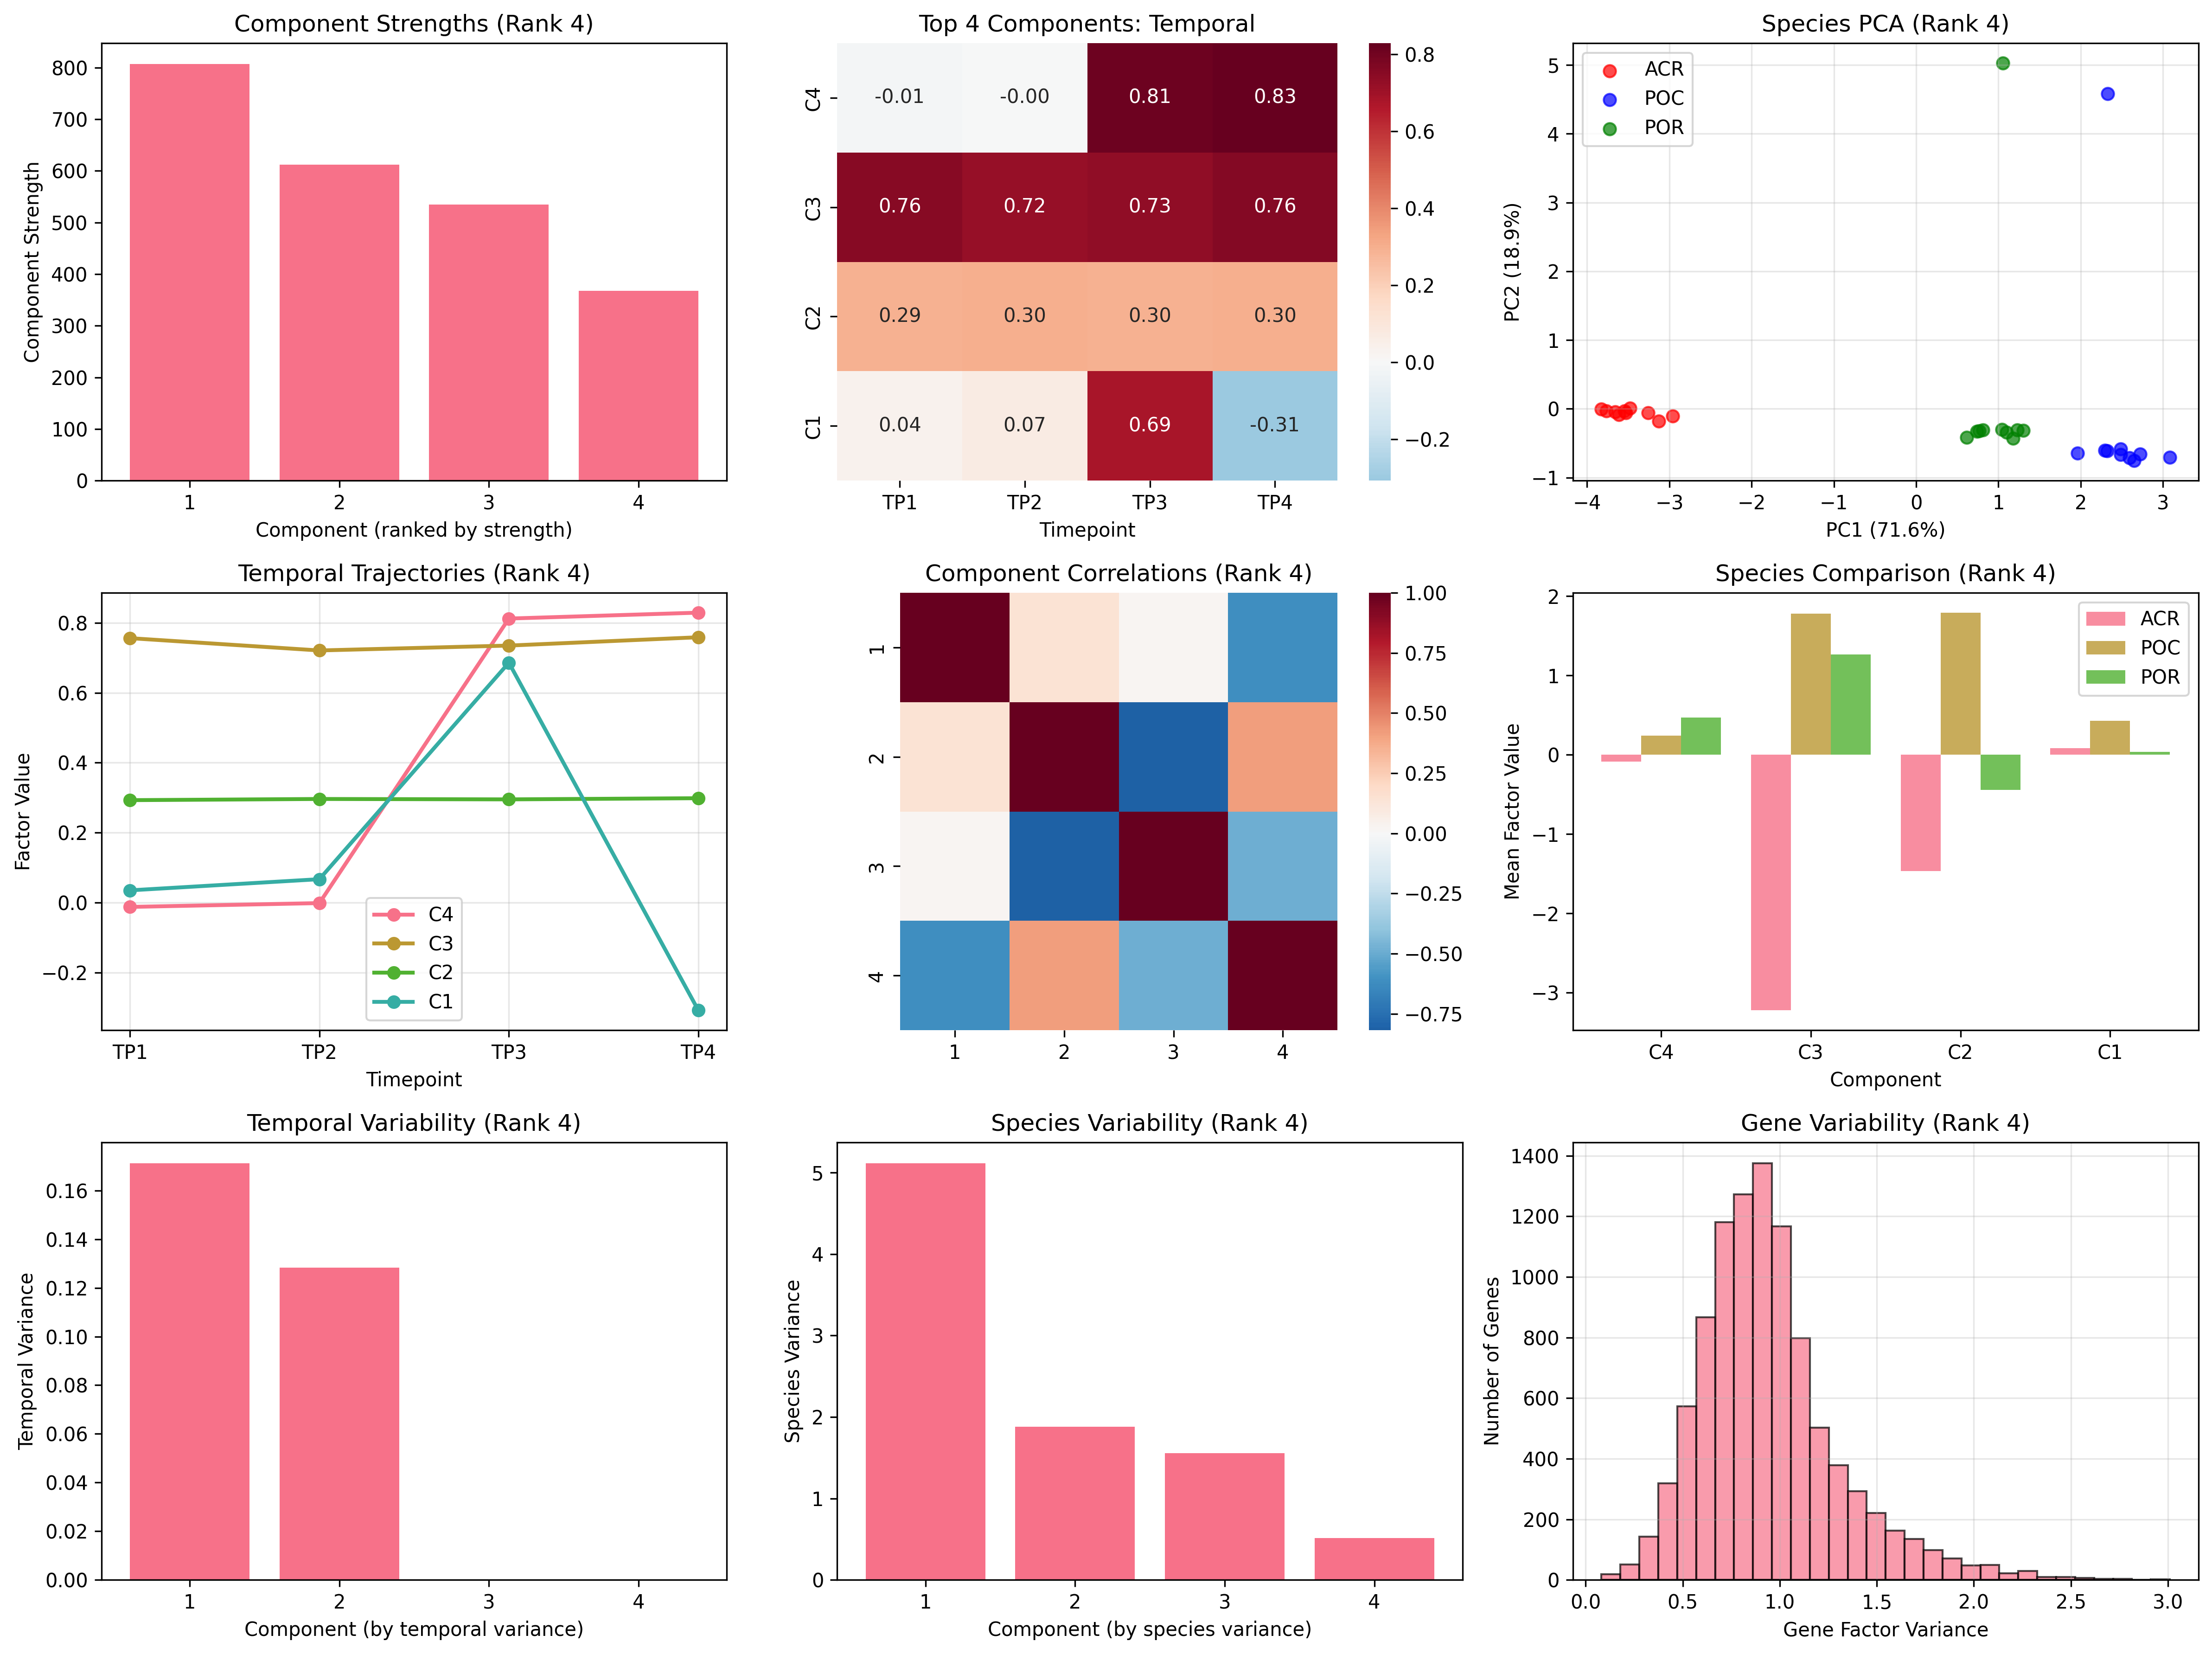 Component Strengths (Rank 4)
800
700
600
500
400
300
200
100
0
Component Strength
1 2 3 4
Component (ranked by strength)
Top 4 Components: Temporal
C4 -0.01 -0.00 0.81 0.83
C3 0.76 0.72 0.73 0.76
C2 0.29 0.30 0.30 0.30
C1 0.04 0.07 0.69 -0.31
TP1 TP2 TP3 TP4
Timepoint
0.8
0.6
0.4
0.2
0.0
−0.2
Species PCA (Rank 4)
ACR
POC
POR
5
4
3
2
1
0
−1
PC2 (18.9%)
−4 −3 −2 −1 0 1 2 3
PC1 (71.6%)
Temporal Trajectories (Rank 4)
0.8
0.6
0.4
0.2
0.0
−0.2
Factor Value
C4
C3
C2
C1
TP1 TP2 TP3 TP4
Timepoint
Component Correlations (Rank 4)
1
2
3
4
1 2 3 4
1.00
0.75
0.50
0.25
0.00
−0.25
−0.50
−0.75
Species Comparison (Rank 4)
ACR
POC
POR
2
1
0
−1
−2
−3
Mean Factor Value
C4 C3 C2 C1
Component
Temporal Variability (Rank 4)
0.16
0.14
0.12
0.10
0.08
0.06
0.04
0.02
0.00
Temporal Variance
1 2 3 4
Component (by temporal variance)
Species Variability (Rank 4)
5
4
3
2
1
0
Species Variance
1 2 3 4
Component (by species variance)
Gene Variability (Rank 4)
1400
1200
1000
800
600
400
200
0
Number of Genes
0.0 0.5 1.0 1.5 2.0 2.5 3.0
Gene Factor Variance